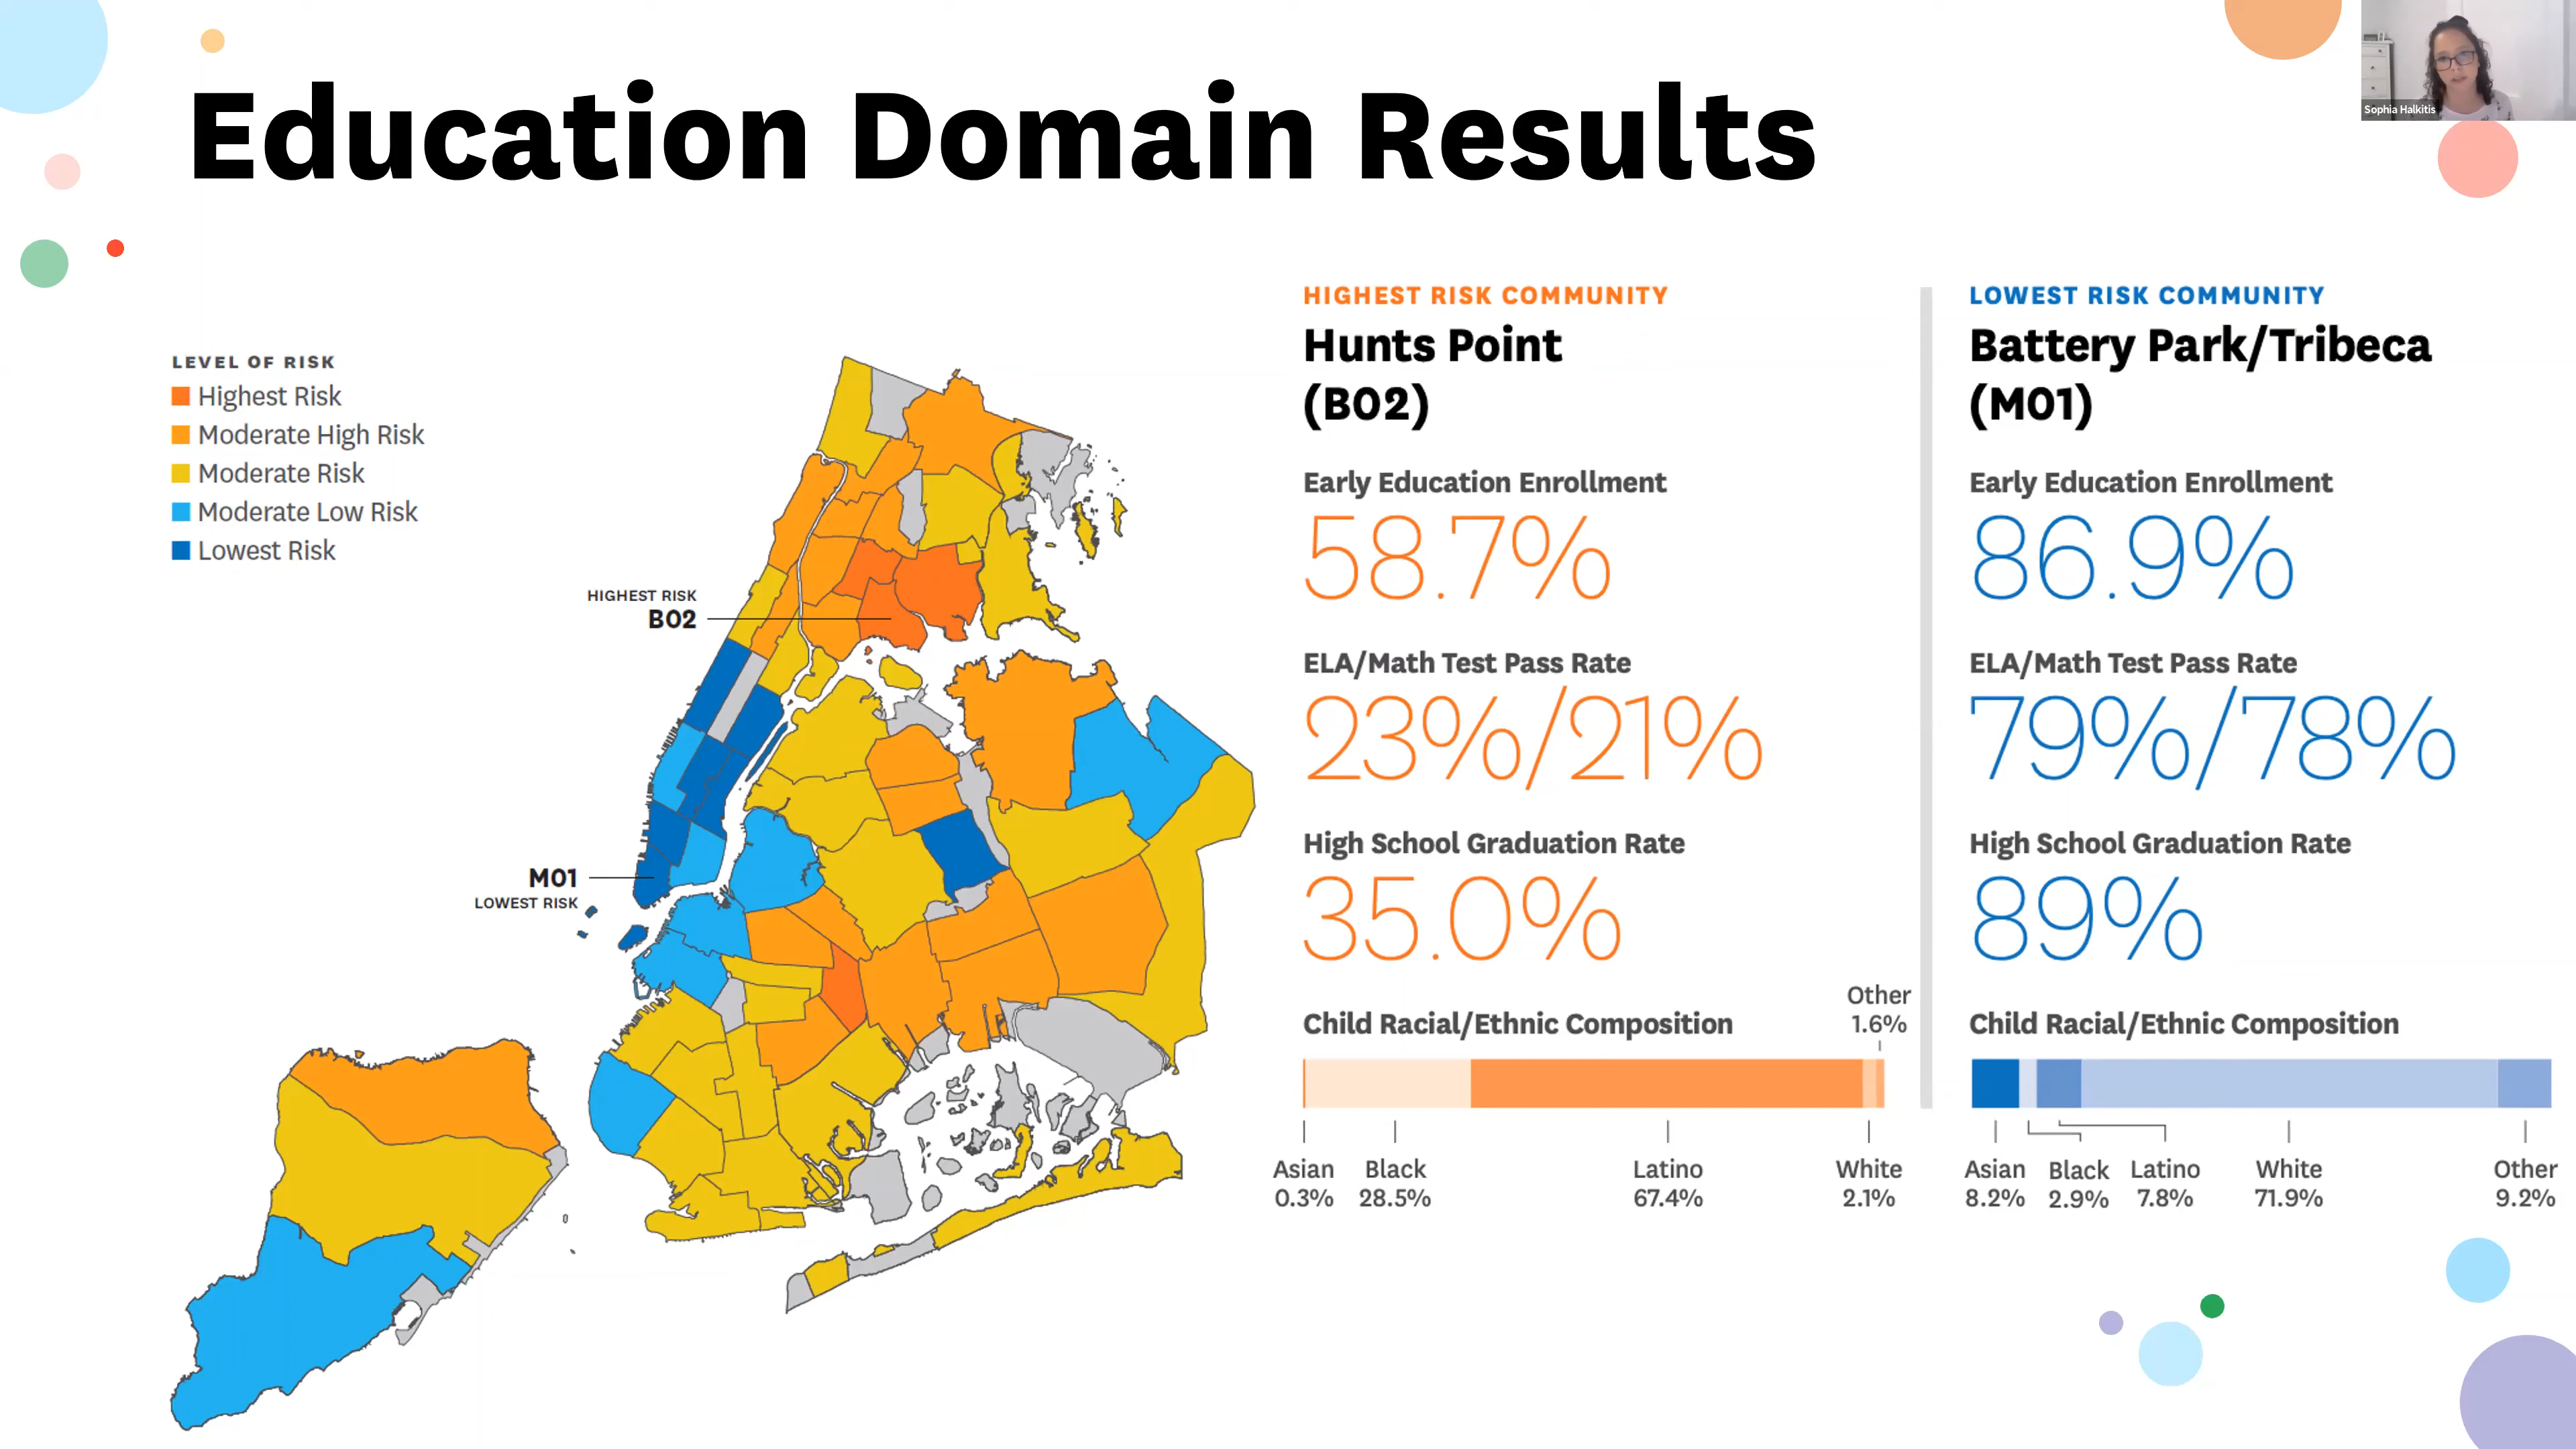 Education Domain Results
Sophia Halkitis
LEVEL OF RISK
Highest Risk
Moderate High Risk
Moderate Risk
Moderate Low Risk
Lowest Risk
HIGHEST RISK
B02
M01
LOWEST RISK
HIGHEST RISK COMMUNITY
Hunts Point
(B02)
Early Education Enrollment
58.7%
ELA/Math Test Pass Rate
23%/21%
High School Graduation Rate
35.0%
Child Racial/Ethnic Composition
Other
1.6%
Asian
0.3%
Black
28.5%
Latino
67.4%
White
2.1%
LOWEST RISK COMMUNITY
Battery Park/Tribeca
(M01)
Early Education Enrollment
86.9%
ELA/Math Test Pass Rate
79%/78%
High School Graduation Rate
89%
Child Racial/Ethnic Composition
Asian
8.2%
Black
2.9%
Latino
7.8%
White
71.9%
Other
9.2%